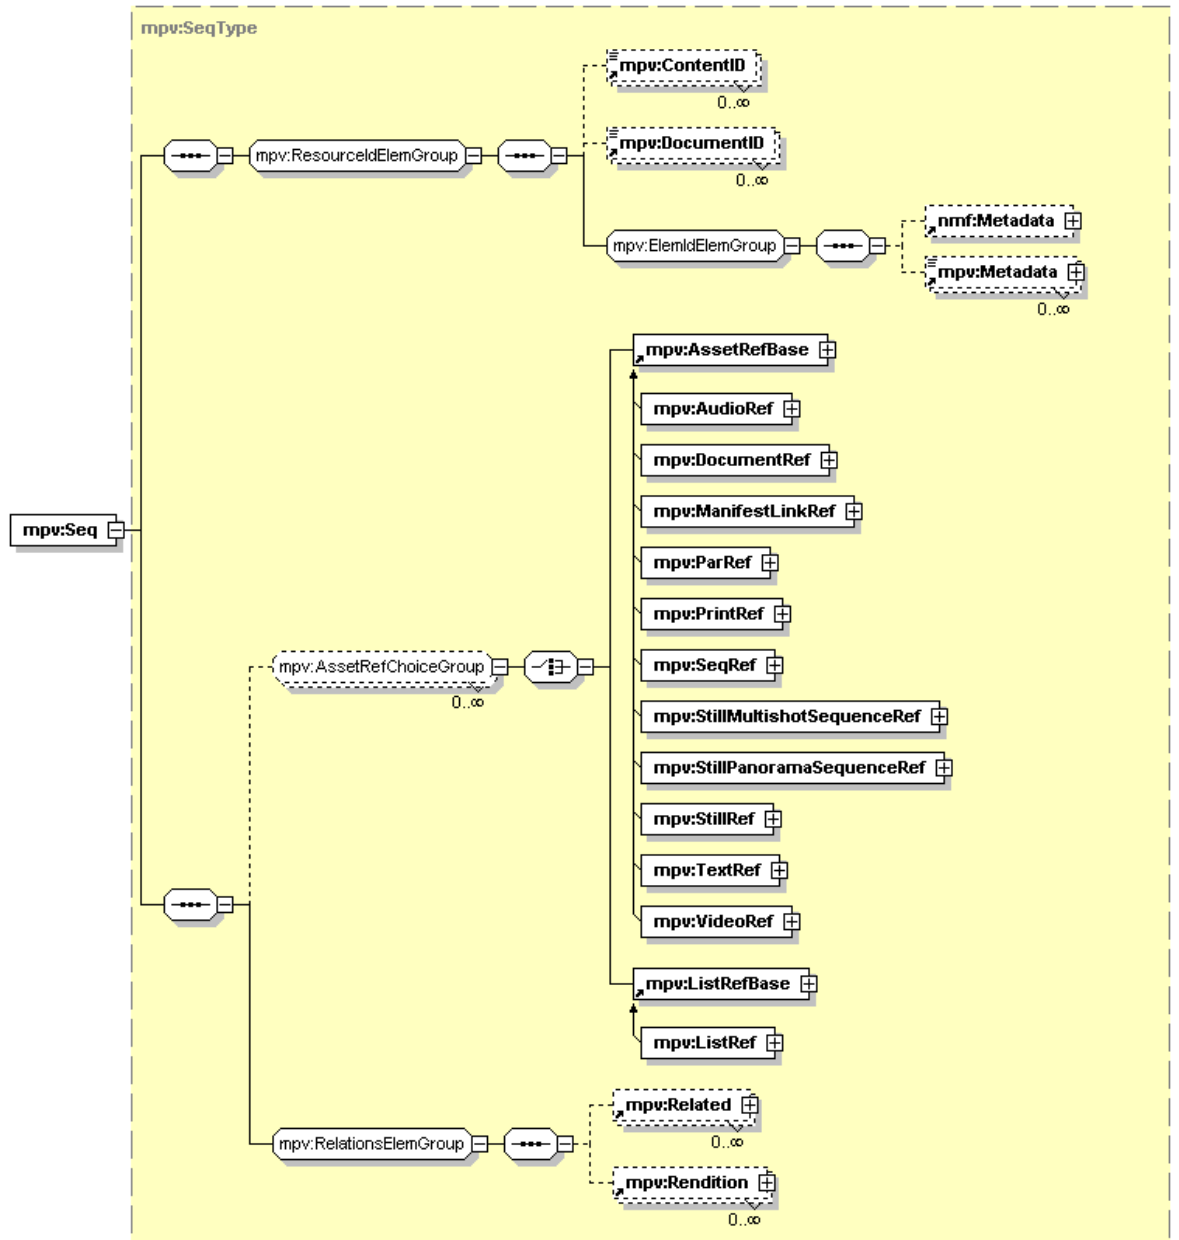 mpv:SeqType
mpv:ContentID
0..∞
mpv:DocumentID
0..∞
mpv:ResourceIdElemGroup
nmf:Metadata
mpv:ElemIdElemGroup
mpv:Metadata
0..∞
mpv:AssetRefBase
mpv:AudioRef
mpv:DocumentRef
mpv:ManifestLinkRef
mpv:Seq
mpv:ParRef
mpv:PrintRef
mpv:AssetRefChoiceGroup
0..∞
mpv:SeqRef
mpv:StillMultishotSequenceRef
mpv:StillPanoramaSequenceRef
mpv:StillRef
mpv:TextRef
mpv:VideoRef
mpv:ListRefBase
mpv:ListRef
mpv:Related
0..∞
mpv:RelationsElemGroup
mpv:Rendition
0..∞